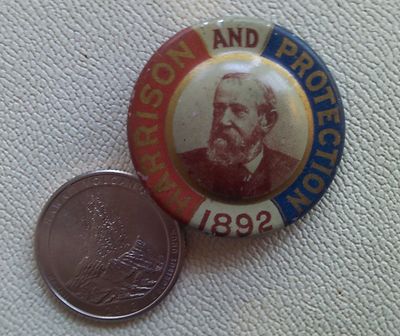 HARRISON AND PROTECTION
1892